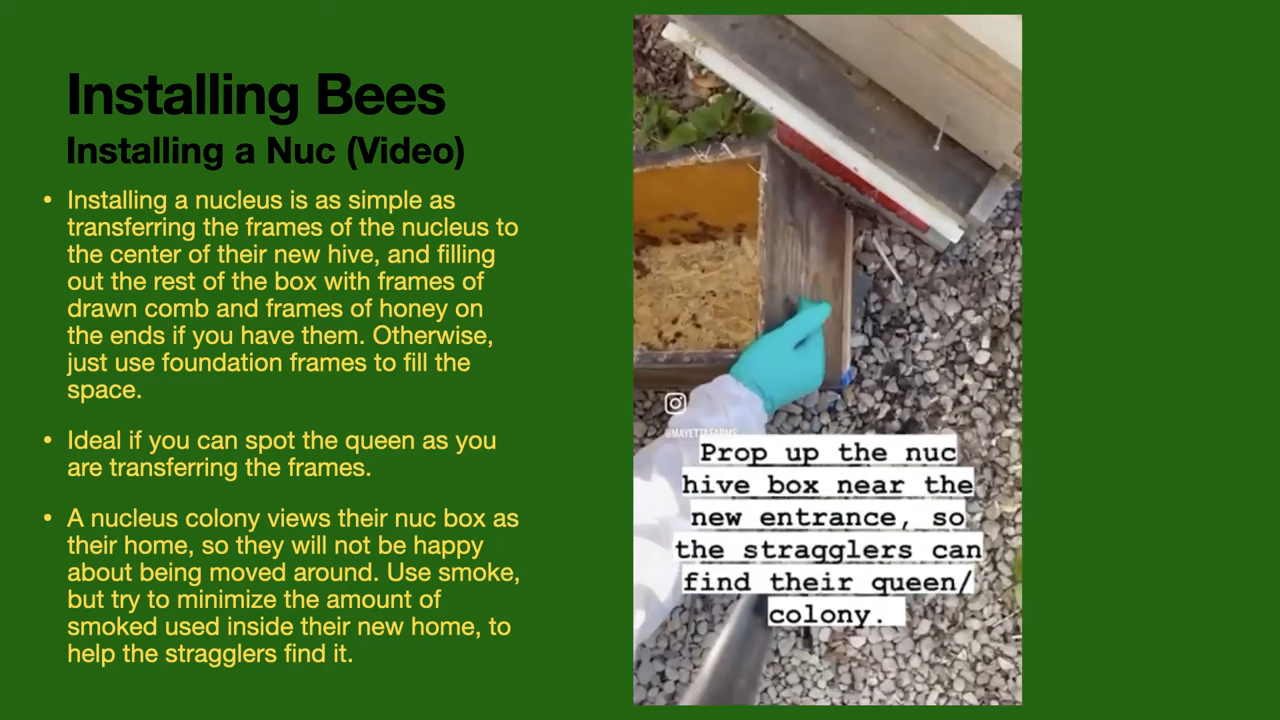 Installing Bees
Installing a Nuc (Video)
• Installing a nucleus is as simple as
transferring the frames of the nucleus to
the center of their new hive, and filling
out the rest of the box with frames of
drawn comb and frames of honey on
the ends if you have them. Otherwise,
just use foundation frames to fill the
space.
• Ideal if you can spot the queen as you
are transferring the frames.
• A nucleus colony views their nuc box as
their home, so they will not be happy
about being moved around. Use smoke,
but try to minimize the amount of
smoked used inside their new home, to
help the stragglers find it.
@MAYETTAFARMS
Prop up the nuc
hive box near the
new entrance, so
the stragglers can
find their queen/
colony.